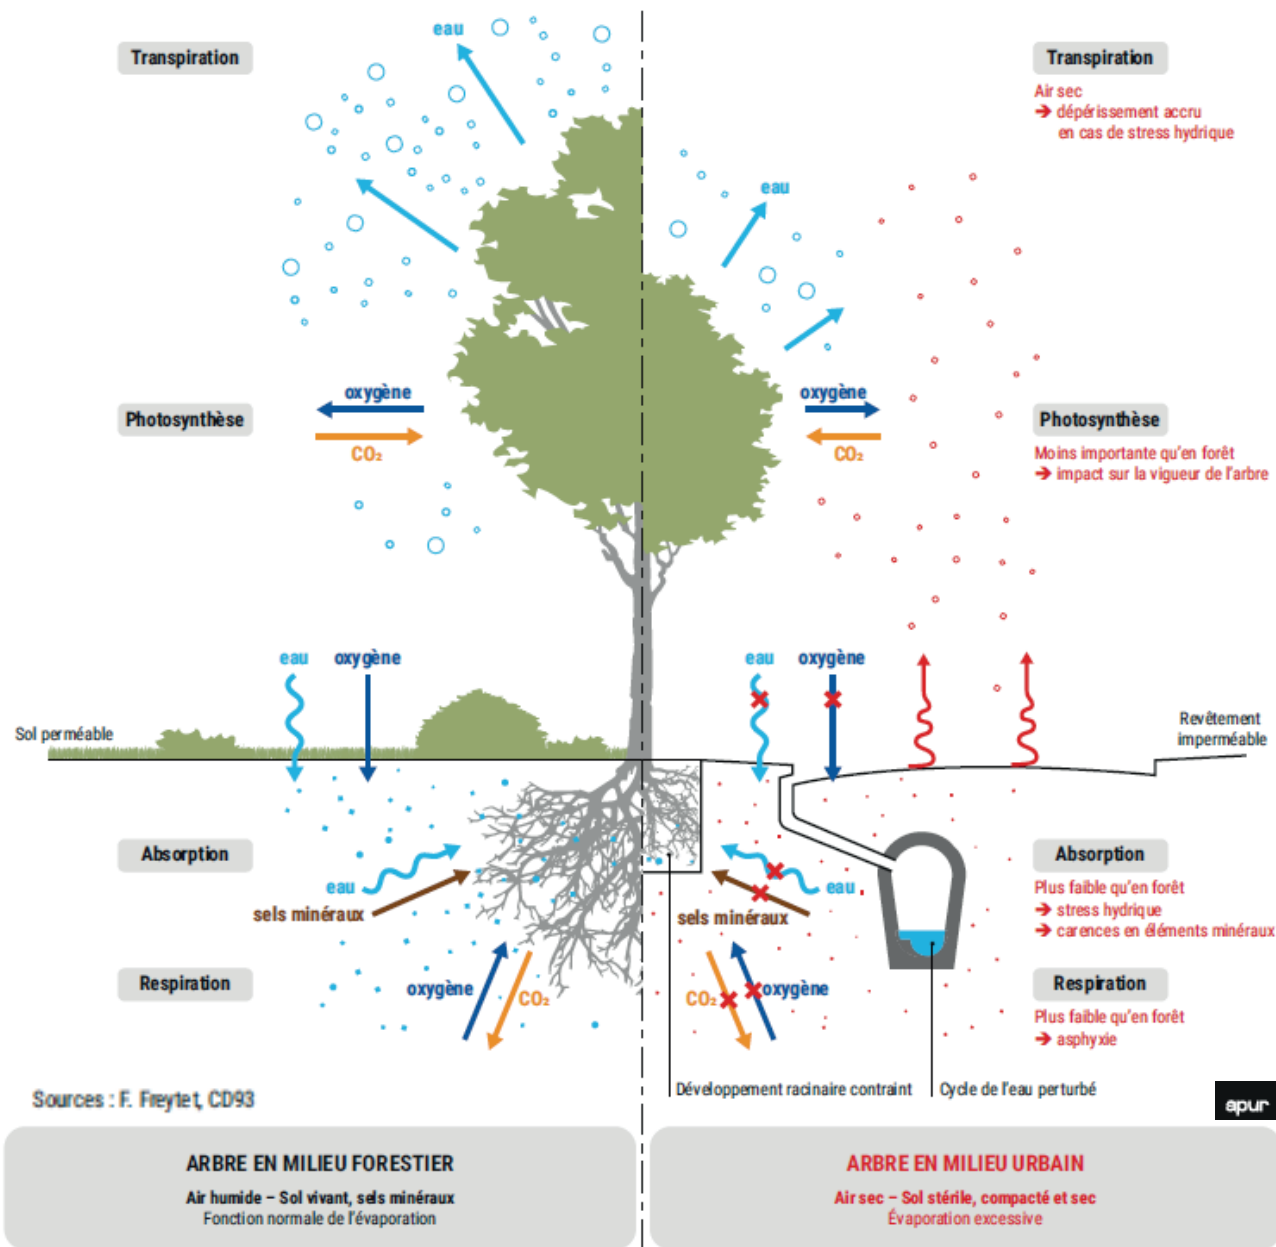 eau
Transpiration
Transpiration
Air sec
➔ dépérissement accru
en cas de stress hydrique
eau
oxygène
CO₂
Photosynthèse
oxygène
CO₂
Photosynthèse
Moins importante qu'en forêt
➔ impact sur la vigueur de l'arbre
eau
oxygène
eau
oxygène
Sol perméable
Revêtement
imperméable
Absorption
eau
sels minéraux
eau
sels minéraux
Absorption
Plus faible qu'en forêt
➔ stress hydrique
➔ carences en éléments minéraux
Respiration
oxygène
CO₂
CO₂
oxygène
Respiration
Plus faible qu'en forêt
➔ asphyxie
Développement racinaire contraint
Cycle de l'eau perturbé
Sources : F. Freytet, CD93
apur
ARBRE EN MILIEU FORESTIER
Air humide – Sol vivant, sels minéraux
Fonction normale de l'évaporation
ARBRE EN MILIEU URBAIN
Air sec – Sol stérile, compacté et sec
Évaporation excessive